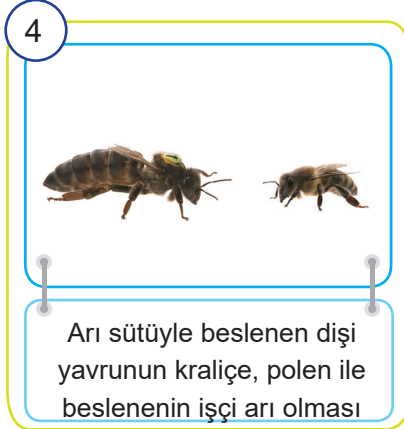 4
Arı sütüyle beslenen dişi
yavrunun kraliçe, polen ile
beslenenin işçi arı olması